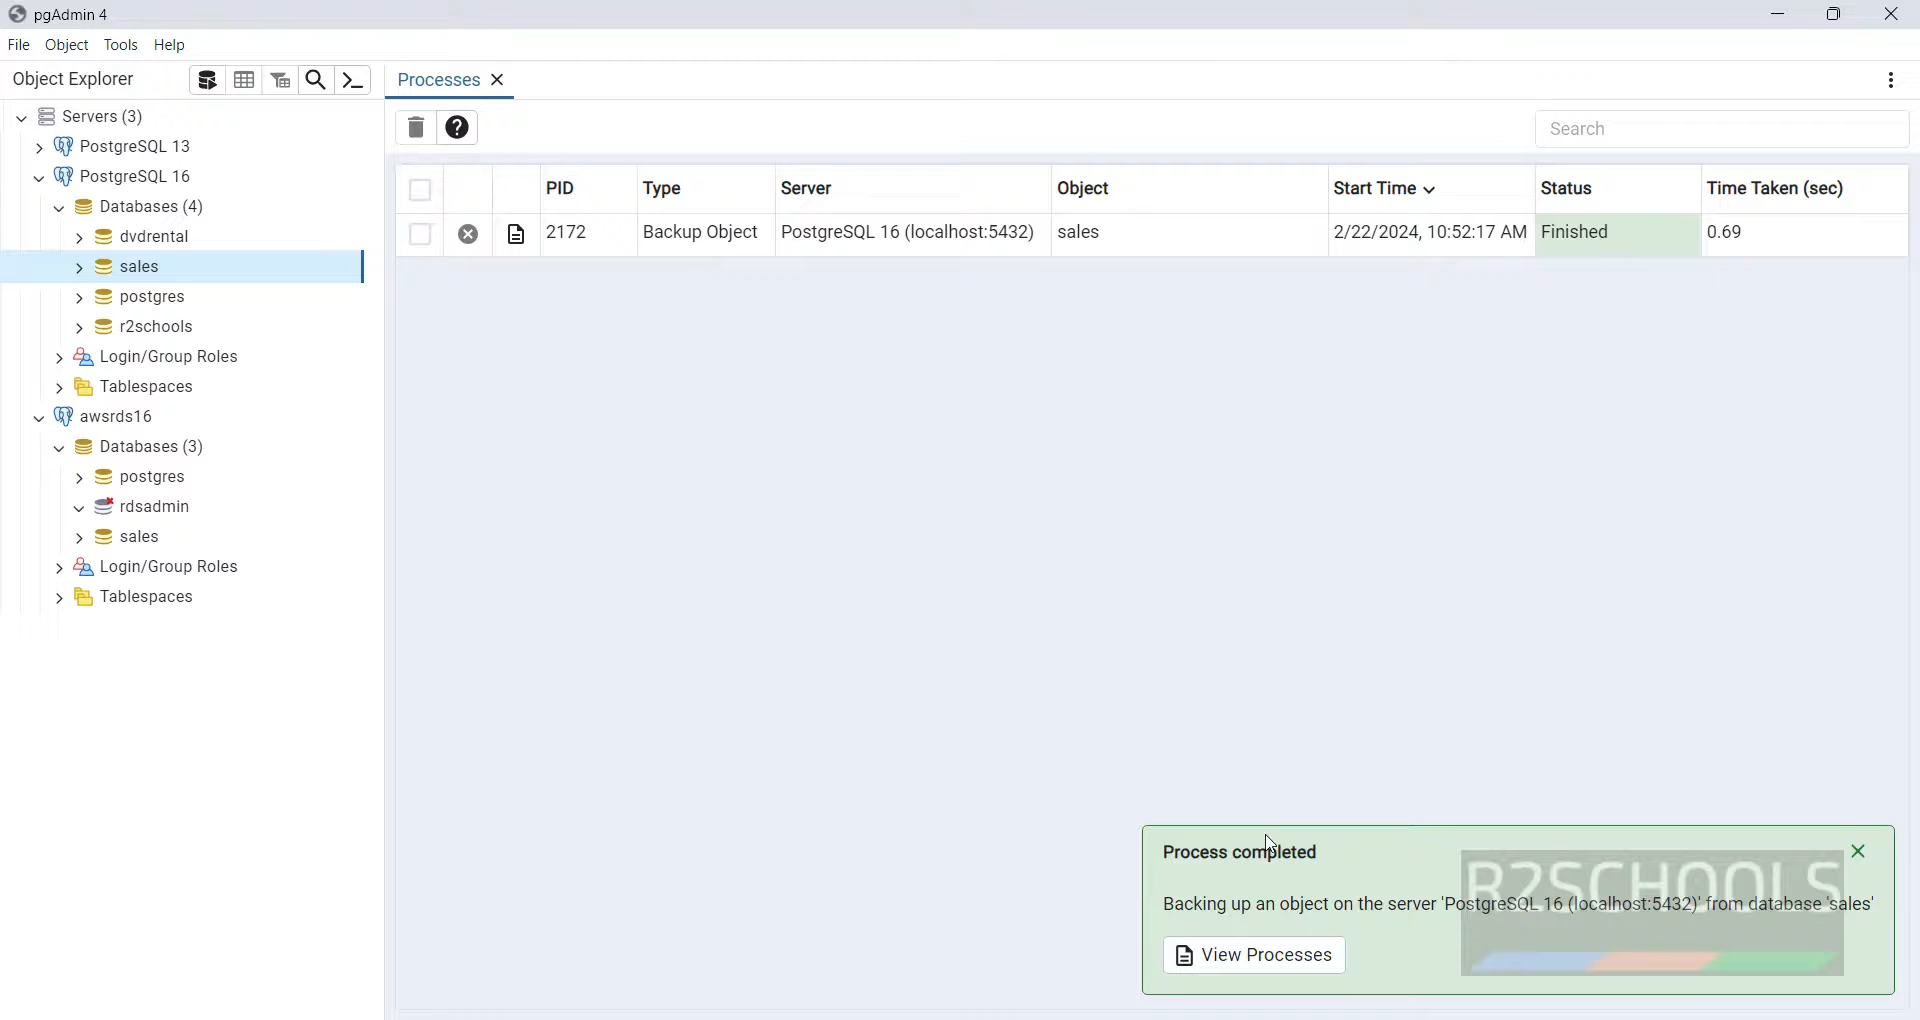 pgAdmin 4
File Object Tools Help
Object Explorer
Processes
Servers (3)
PostgreSQL 13
PostgreSQL 16
Databases (4)
dvdrental
sales
postgres
r2schools
Login/Group Roles
Tablespaces
awsrds16
Databases (3)
postgres
rdsadmin
sales
Login/Group Roles
Tablespaces
Search
PID Type Server Object Start Time Status Time Taken (sec)
2172 Backup Object PostgreSQL 16 (localhost:5432) sales 2/22/2024, 10:52:17 AM Finished 0.69
Process completed
R2SCHOOLS
Backing up an object on the server 'PostgreSQL 16 (localhost:5432)' from database 'sales'
View Processes